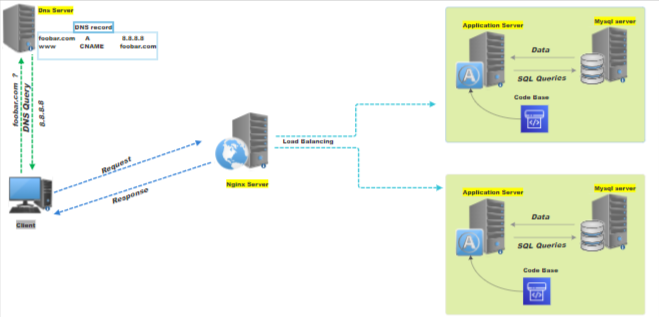 Dns Server
DNS record
foobar.com A 8.8.8.8
www CNAME foobar.com
foobar.com ?
DNS Query
8.8.8.8
Client
Request
Response
Nginx Server
Load Balancing
Application Server
Mysql server
Data
SQL Queries
Code Base
Application Server
Mysql server
Data
SQL Queries
Code Base